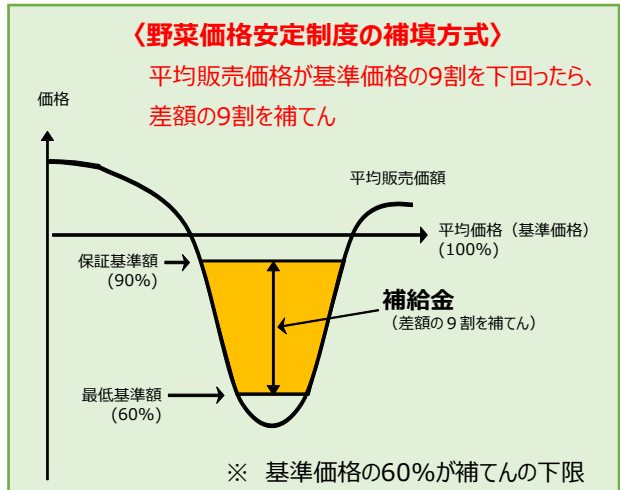 〈野菜価格安定制度の補填方式〉
平均販売価格が基準価格の9割を下回ったら、
差額の9割を補てん
価格
平均販売価額
平均価格（基準価格）
(100%)
保証基準額
(90%)
補給金
（差額の９割を補てん）
最低基準額
(60%)
※　基準価格の60%が補てんの下限